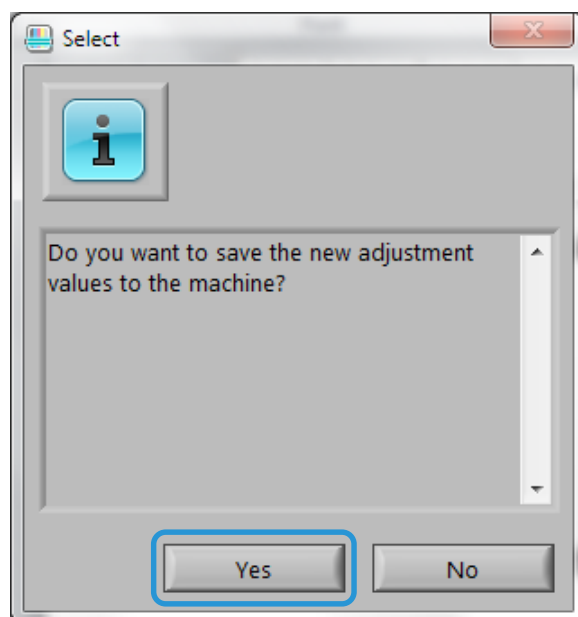 Select
Do you want to save the new adjustment
values to the machine?
Yes
No